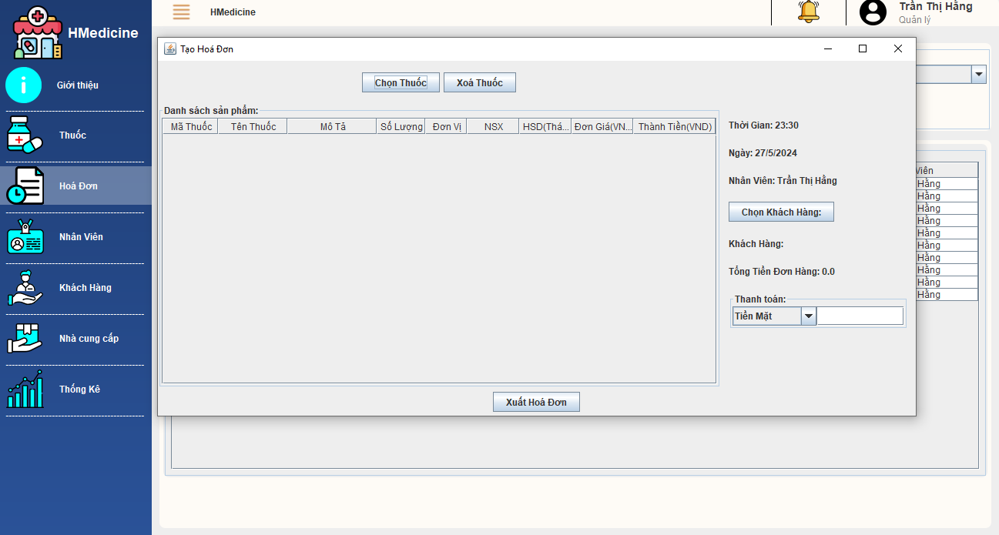 HMedicine
Giới thiệu
Thuốc
Hoá Đơn
Nhân Viên
Khách Hàng
Nhà cung cấp
Thống Kê
HMedicine
Trần Thị Hằng
Quản lý
Tạo Hoá Đơn
Chọn Thuốc
Xoá Thuốc
Danh sách sản phẩm:
Mã Thuốc Tên Thuốc Mô Tả Số Lượng Đơn Vị NSX HSD(Thá... Đơn Giá(VN... Thành Tiền(VND)
Thời Gian: 23:30
Ngày: 27/5/2024
Nhân Viên: Trần Thị Hằng
Chọn Khách Hàng:
Khách Hàng:
Tổng Tiền Đơn Hàng: 0.0
Thanh toán:
Tiền Mặt
Xuất Hoá Đơn
Viên
Hằng
Hằng
Hằng
Hằng
Hằng
Hằng
Hằng
Hằng
Hằng
Hằng